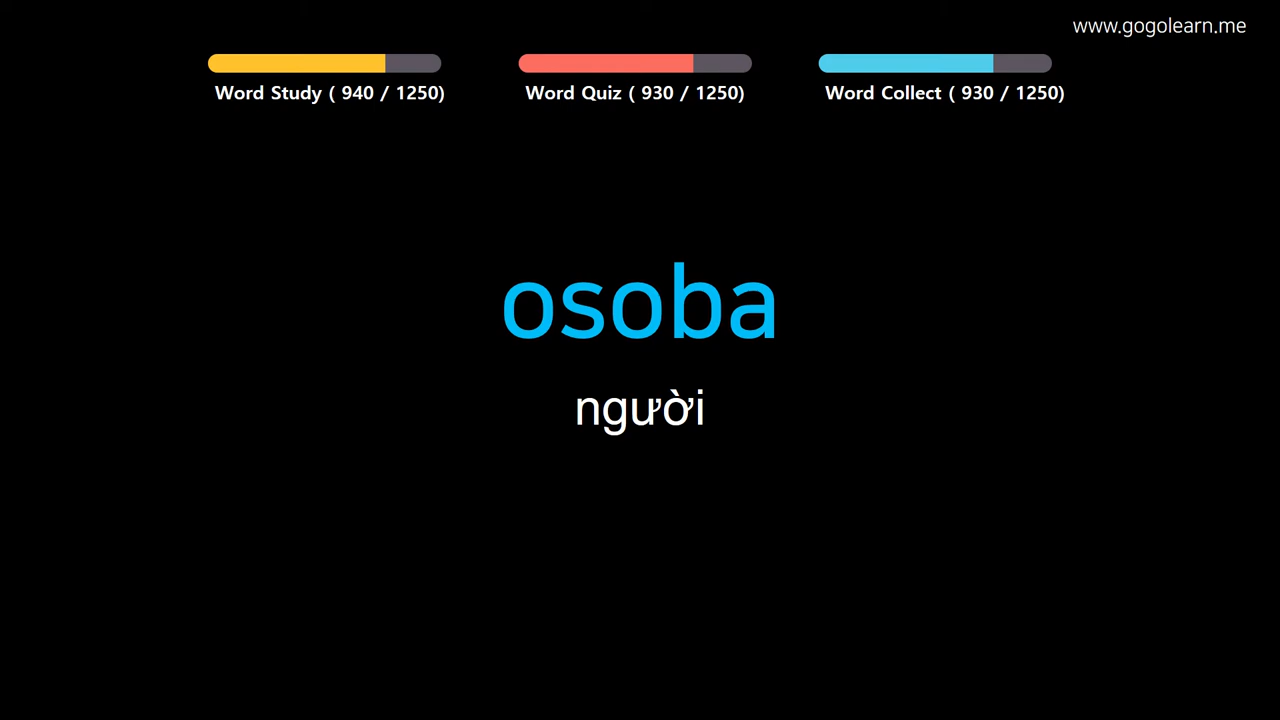 www.gogolearn.me
Word Study ( 940 / 1250)
Word Quiz ( 930 / 1250)
Word Collect ( 930 / 1250)
osoba
người